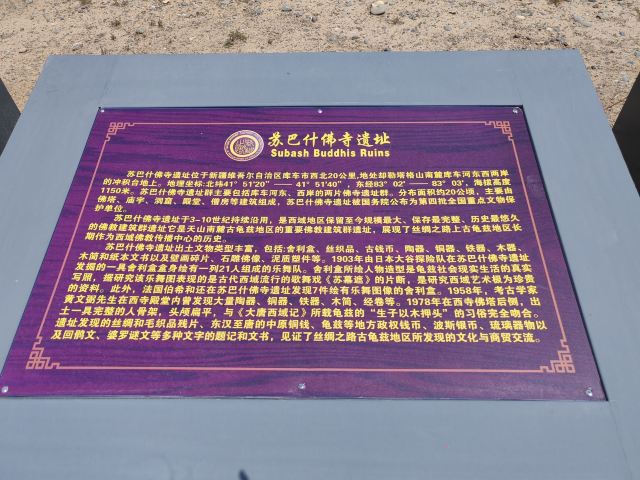 苏巴什佛寺遗址
Subash Buddhis Ruins
苏巴什佛寺遗址位于新疆维吾尔自治区库车市西北20公里,地处却勒塔格山南麓库车河东西两岸
的冲积台地上。地理坐标:北纬41° 51′20″ —— 41° 51′40″，东经83° 02′ —— 83° 03′，海拔高度
1150米。苏巴什佛寺遗址群主要包括库车河东、西岸的两片佛寺遗址群。分布面积约20公顷，主要由
佛塔、庙宇、洞窟、殿堂、僧房等建筑组成，苏巴什佛寺遗址被国务院公布为第四批全国重点文物保
护单位。
苏巴什佛寺遗址于3-10世纪持续沿用，是西域地区保留至今规模最大、保存最完整、历史最悠久
的佛教建筑群遗址它是天山南麓古龟兹地区的重要佛教建筑群遗址，展现了丝绸之路上古龟兹地区长
期作为西域佛教传播中心的历史。
苏巴什佛寺遗址出土文物类型丰富，包括:舍利盒、丝织品、古钱币、陶器、铜器、铁器、木器、
木简和纸本文书以及壁画碎片、石雕佛像、泥质塑件等。1903年由日本大谷探险队在苏巴什佛寺遗址
发掘的一具舍利盒盒身绘有一列21人组成的乐舞队。舍利盒所绘人物造型是龟兹社会现实生活的真实
写照，据研究该乐舞图表现的是古代西域流行的歌舞戏《苏幕遮》的片断，是研究西域艺术极为珍贵
的资料。此外，法国伯希和还在苏巴什佛寺遗址发现7件绘有乐舞图像的舍利盒。1958年，考古学家
黄文弼先生在西寺殿堂内曾发现大量陶器、铜器、铁器、木简、经卷等。1978年在西寺佛塔后侧，出
土一具完整的人骨架，头颅扁平，与《大唐西域记》所载龟兹的“生子以木押头”的习俗完全吻合。
遗址发现的丝绸和毛织品残片、东汉至唐的中原铜钱、龟兹等地方政权钱币、波斯银币、琉璃器物以
及回鹘文、婆罗谜文等多种文字的题记和文书，见证了丝绸之路古龟兹地区所发现的文化与商贸交流。